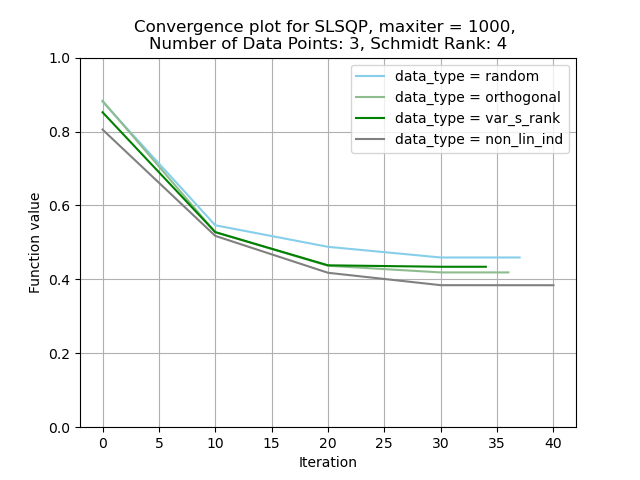 Convergence plot for SLSQP, maxiter = 1000,
Number of Data Points: 3, Schmidt Rank: 4
data_type = random
data_type = orthogonal
data_type = var_s_rank
data_type = non_lin_ind
Function value
1.0
0.8
0.6
0.4
0.2
0.0
0 5 10 15 20 25 30 35 40
Iteration